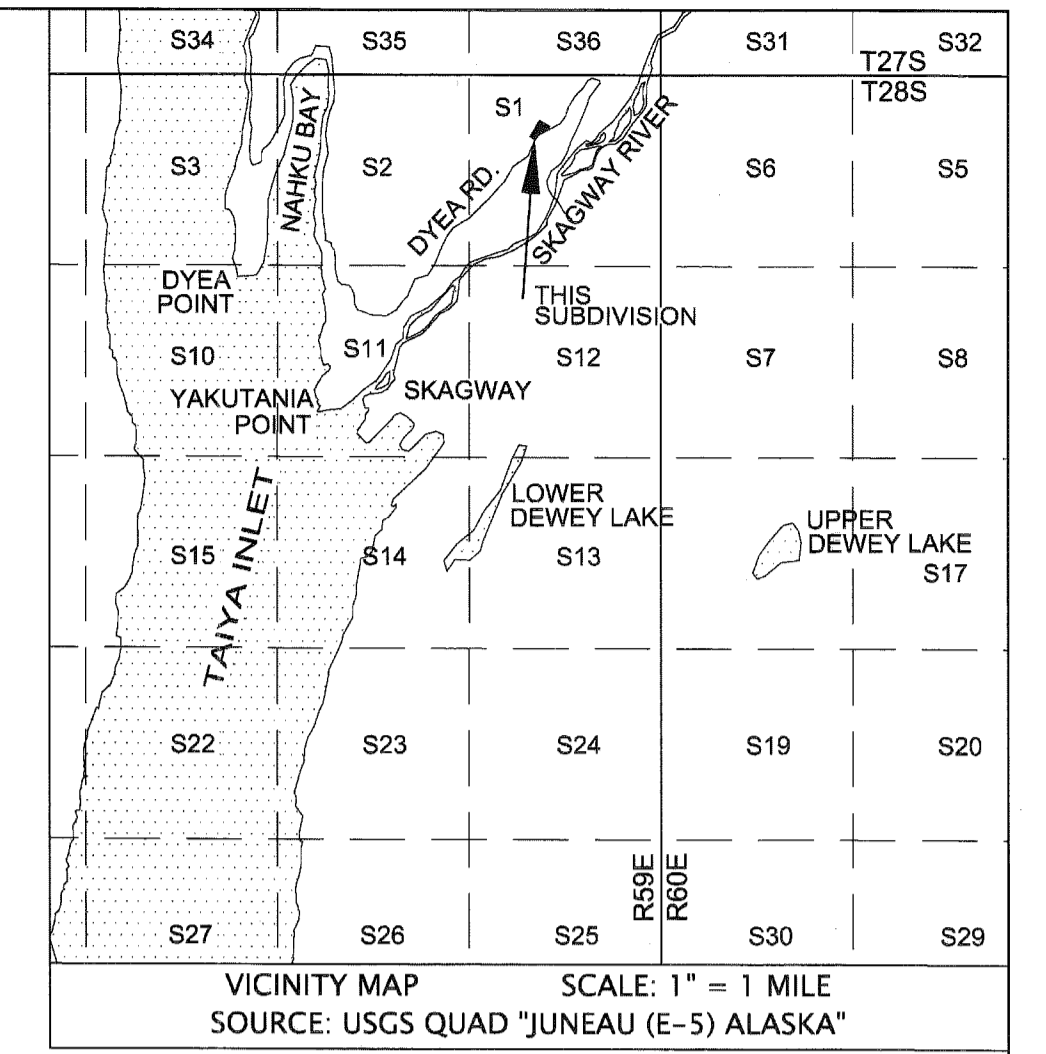 S34
S35
S36
S31
S32
T27S
T28S
S3
NAHKU BAY
S2
S1
DYEA RD.
SKAGWAY RIVER
S6
S5
DYEA
POINT
THIS
SUBDIVISION
S10
S11
S12
S7
S8
YAKUTANIA
POINT
SKAGWAY
LOWER
DEWEY LAKE
UPPER
DEWEY LAKE
S15
TAIYA INLET
S14
S13
S17
S22
S23
S24
S19
S20
R59E
R60E
S27
S26
S25
S30
S29
VICINITY MAP SCALE: 1" = 1 MILE
SOURCE: USGS QUAD "JUNEAU (E-5) ALASKA"